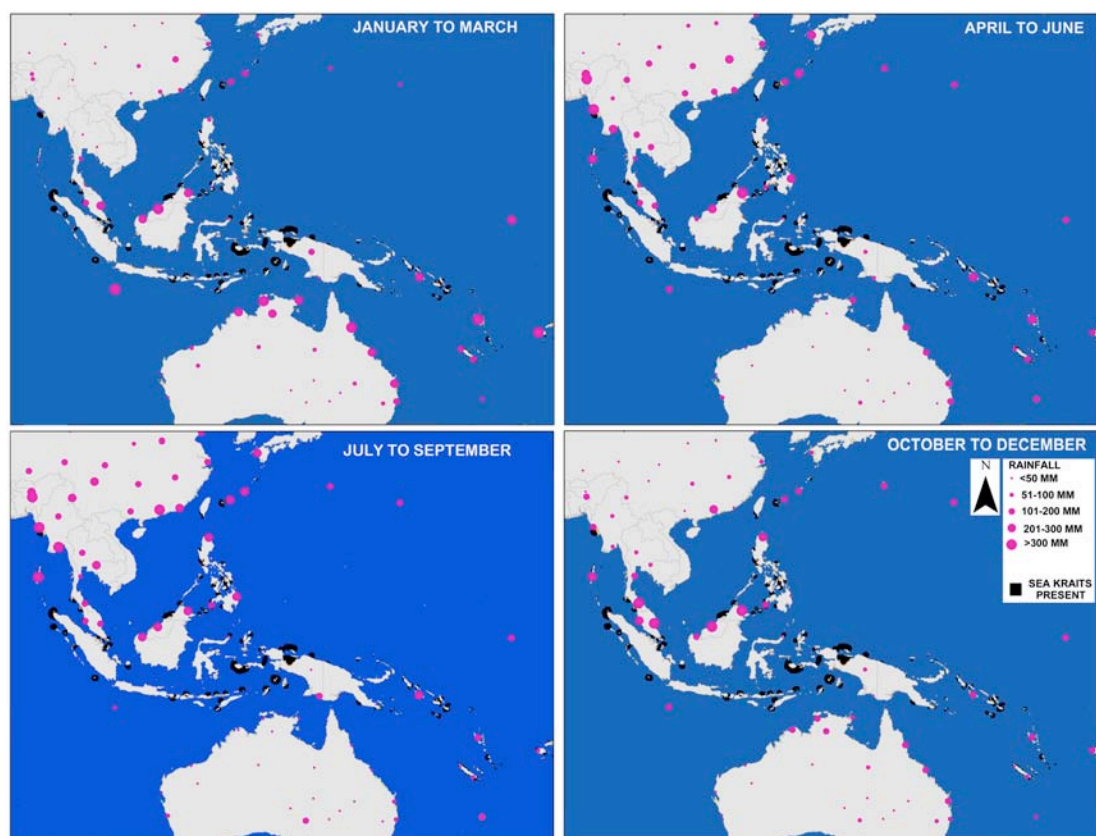 JANUARY TO MARCH
APRIL TO JUNE
JULY TO SEPTEMBER
OCTOBER TO DECEMBER
N
RAINFALL
<50 MM
51-100 MM
101-200 MM
201-300 MM
>300 MM
SEA KRAITS
PRESENT